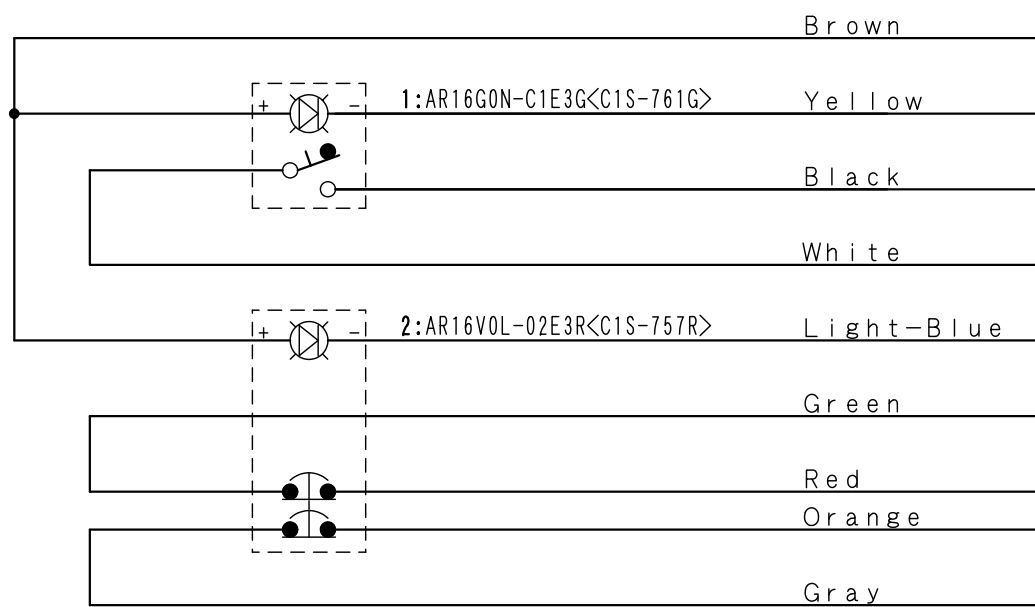 Brown
+ - 1:AR16G0N-C1E3G<C1S-761G> Yellow
Black
White
+ - 2:AR16V0L-02E3R<C1S-757R> Light-Blue
Green
Red
Orange
Gray